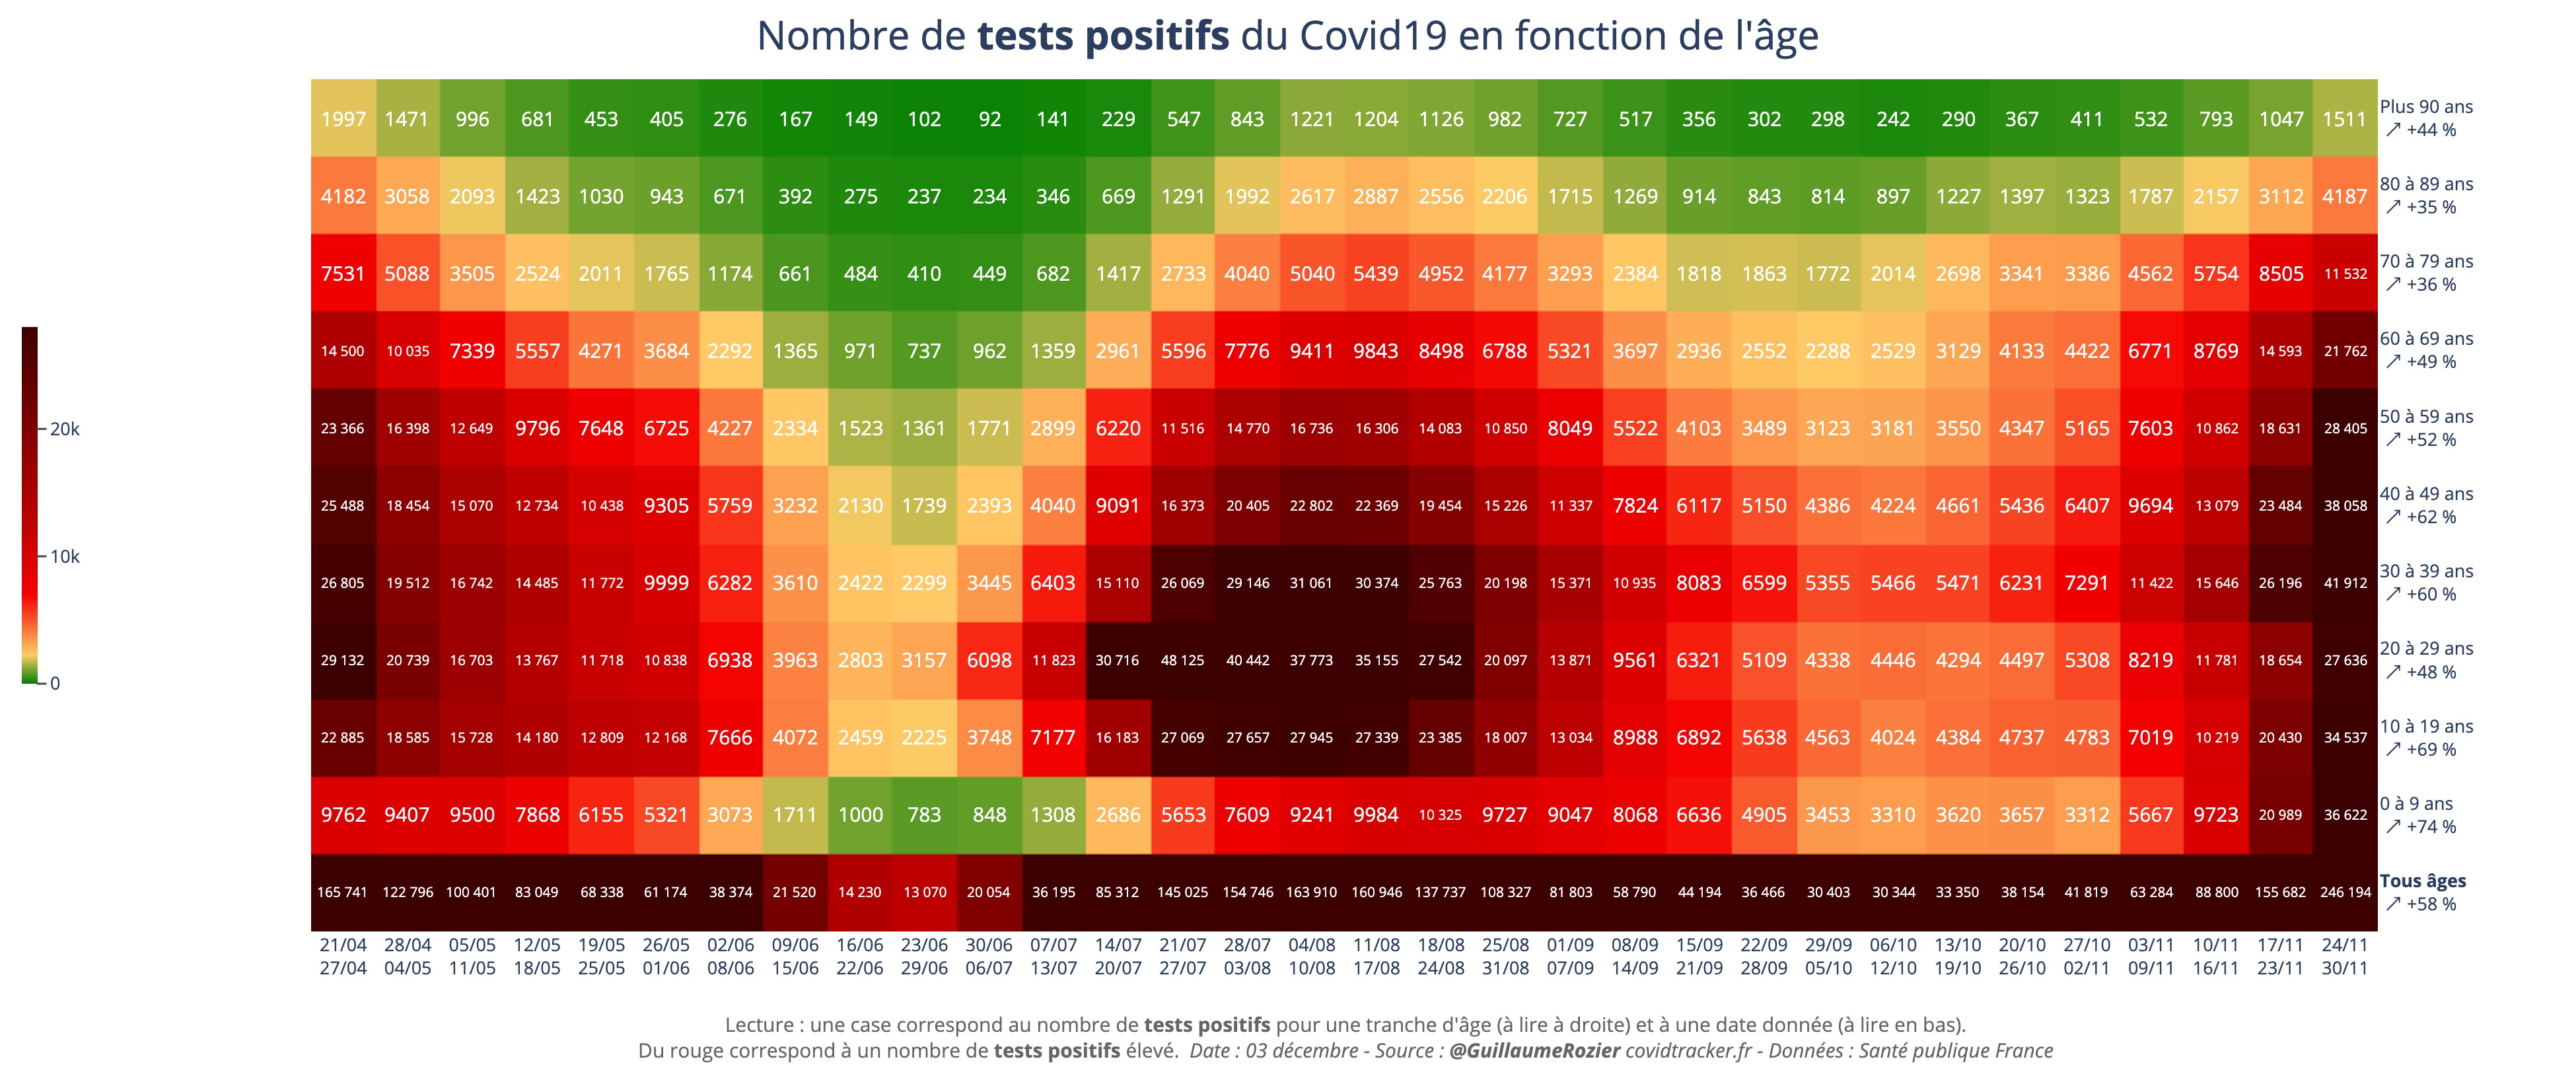 Nombre de tests positifs du Covid19 en fonction de l'âge
1997 1471 996 681 453 405 276 167 149 102 92 141 229 547 843 1221 1204 1126 982 727 517 356 302 298 242 290 367 411 532 793 1047 1511 Plus 90 ans
↗ +44 %
4182 3058 2093 1423 1030 943 671 392 275 237 234 346 669 1291 1992 2617 2887 2556 2206 1715 1269 914 843 814 897 1227 1397 1323 1787 2157 3112 4187 80 à 89 ans
↗ +35 %
7531 5088 3505 2524 2011 1765 1174 661 484 410 449 682 1417 2733 4040 5040 5439 4952 4177 3293 2384 1818 1863 1772 2014 2698 3341 3386 4562 5754 8505 11 532 70 à 79 ans
↗ +36 %
14 500 10 035 7339 5557 4271 3684 2292 1365 971 737 962 1359 2961 5596 7776 9411 9843 8498 6788 5321 3697 2936 2552 2288 2529 3129 4133 4422 6771 8769 14 593 21 762 60 à 69 ans
↗ +49 %
23 366 16 398 12 649 9796 7648 6725 4227 2334 1523 1361 1771 2899 6220 11 516 14 770 16 736 16 306 14 083 10 850 8049 5522 4103 3489 3123 3181 3550 4347 5165 7603 10 862 18 631 28 405 50 à 59 ans
↗ +52 %
25 488 18 454 15 070 12 734 10 438 9305 5759 3232 2130 1739 2393 4040 9091 16 373 20 405 22 802 22 369 19 454 15 226 11 337 7824 6117 5150 4386 4224 4661 5436 6407 9694 13 079 23 484 38 058 40 à 49 ans
↗ +62 %
26 805 19 512 16 742 14 485 11 772 9999 6282 3610 2422 2299 3445 6403 15 110 26 069 29 146 31 061 30 374 25 763 20 198 15 371 10 935 8083 6599 5355 5466 5471 6231 7291 11 422 15 646 26 196 41 912 30 à 39 ans
↗ +60 %
29 132 20 739 16 703 13 767 11 718 10 838 6938 3963 2803 3157 6098 11 823 30 716 48 125 40 442 37 773 35 155 27 542 20 097 13 871 9561 6321 5109 4338 4446 4294 4497 5308 8219 11 781 18 654 27 636 20 à 29 ans
↗ +48 %
22 885 18 585 15 728 14 180 12 809 12 168 7666 4072 2459 2225 3748 7177 16 183 27 069 27 657 27 945 27 339 23 385 18 007 13 034 8988 6892 5638 4563 4024 4384 4737 4783 7019 10 219 20 430 34 537 10 à 19 ans
↗ +69 %
9762 9407 9500 7868 6155 5321 3073 1711 1000 783 848 1308 2686 5653 7609 9241 9984 10 325 9727 9047 8068 6636 4905 3453 3310 3620 3657 3312 5667 9723 20 989 36 622 0 à 9 ans
↗ +74 %
165 741 122 796 100 401 83 049 68 338 61 174 38 374 21 520 14 230 13 070 20 054 36 195 85 312 145 025 154 746 163 910 160 946 137 737 108 327 81 803 58 790 44 194 36 466 30 403 30 344 33 350 38 154 41 819 63 284 88 800 155 682 246 194 Tous âges
↗ +58 %
20k
10k
0
21/04 28/04 05/05 12/05 19/05 26/05 02/06 09/06 16/06 23/06 30/06 07/07 14/07 21/07 28/07 04/08 11/08 18/08 25/08 01/09 08/09 15/09 22/09 29/09 06/10 13/10 20/10 27/10 03/11 10/11 17/11 24/11
27/04 04/05 11/05 18/05 25/05 01/06 08/06 15/06 22/06 29/06 06/07 13/07 20/07 27/07 03/08 10/08 17/08 24/08 31/08 07/09 14/09 21/09 28/09 05/10 12/10 19/10 26/10 02/11 09/11 16/11 23/11 30/11
Lecture : une case correspond au nombre de tests positifs pour une tranche d'âge (à lire à droite) et à une date donnée (à lire en bas).
Du rouge correspond à un nombre de tests positifs élevé. Date : 03 décembre - Source : @GuillaumeRozier covidtracker.fr - Données : Santé publique France